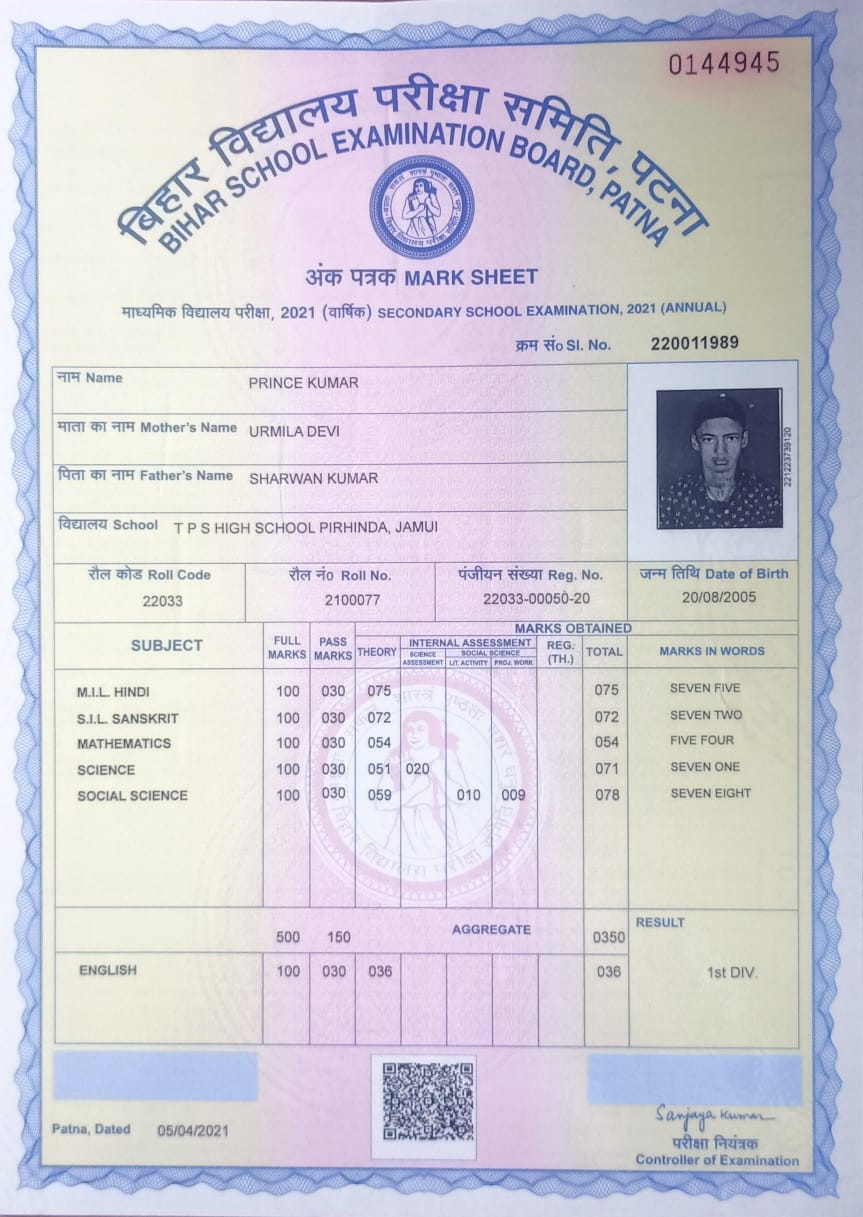 0144945
बिहार विद्यालय परीक्षा समिति, पटना
BIHAR SCHOOL EXAMINATION BOARD, PATNA
अंक पत्रक MARK SHEET
माध्यमिक विद्यालय परीक्षा, 2021 (वार्षिक) SECONDARY SCHOOL EXAMINATION, 2021 (ANNUAL)
क्रम सं० Sl. No. 220011989
नाम Name PRINCE KUMAR
माता का नाम Mother's Name URMILA DEVI
पिता का नाम Father's Name SHARWAN KUMAR
विद्यालय School T P S HIGH SCHOOL PIRHINDA, JAMUI
221223739120
रौल कोड Roll Code रौल नं० Roll No. पंजीयन संख्या Reg. No. जन्म तिथि Date of Birth
22033 2100077 22033-00050-20 20/08/2005
SUBJECT FULL MARKS PASS MARKS MARKS OBTAINED
THEORY INTERNAL ASSESSMENT REG. (TH.) TOTAL MARKS IN WORDS
SCIENCE ASSESSMENT SOCIAL SCIENCE
LIT. ACTIVITY PROJ. WORK
M.I.L. HINDI 100 030 075 075 SEVEN FIVE
S.I.L. SANSKRIT 100 030 072 072 SEVEN TWO
MATHEMATICS 100 030 054 054 FIVE FOUR
SCIENCE 100 030 051 020 071 SEVEN ONE
SOCIAL SCIENCE 100 030 059 010 009 078 SEVEN EIGHT
500 150 AGGREGATE 0350 RESULT
ENGLISH 100 030 036 036 1st DIV.
Patna, Dated 05/04/2021
Sanjaya Kumar
परीक्षा नियंत्रक
Controller of Examination